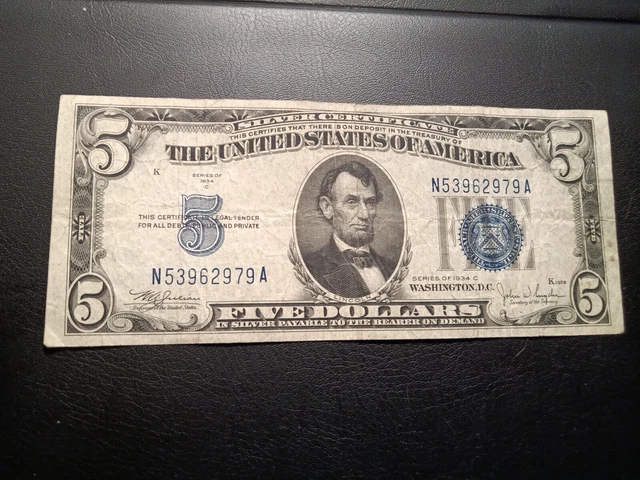 5 SILVER CERTIFICATE 5
THIS CERTIFIES THAT THERE IS ON DEPOSIT IN THE TREASURY OF
THE UNITED STATES OF AMERICA
K
SERIES OF
1934
C
N53962979A
THIS CERTIFICATE IS LEGAL TENDER
FOR ALL DEBTS PUBLIC AND PRIVATE
5
FIVE
N53962979A
SERIES OF 1934 C
WASHINGTON, D.C.
LINCOLN
Treasurer of the United States.
Secretary of the Treasury.
5 FIVE DOLLARS 5
IN SILVER PAYABLE TO THE BEARER ON DEMAND